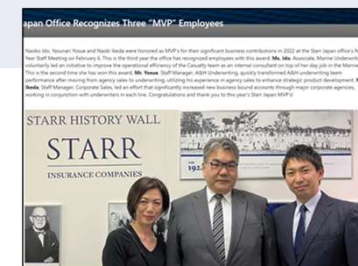 apan Office Recognizes Three "MVP" Employees
Naoko Ido, Yasunari Yosue and Naoki Ikeda were honored as MVP's for their significant business contributions in 2022 at the Starr Japan office's N
Year Staff Meeting on February 6. This is the third year the office has recognized employees with this award. Ms. Ido, Associate, Marine Underwriti
voluntarily led an initiative to improve the operational efficiency of the Casualty team as an internal consultant on top of her day job in the Marine
This is the second time she has won this award. Mr. Yosue, Staff Manager, A&H Underwriting, quickly transformed A&H underwriting team
performance after moving from agency sales to underwriting, utilizing his experience in agency sales to enhance strategic product development.
Ikeda, Staff Manager, Corporate Sales, led an effort that significantly increased new business bound accounts through major corporate agencies,
working in conjunction with underwriters in each line. Congratulations and thank you to this year's Starr Japan MVP's!
STARR HISTORY WALL
STARR
INSURANCE COMPANIES